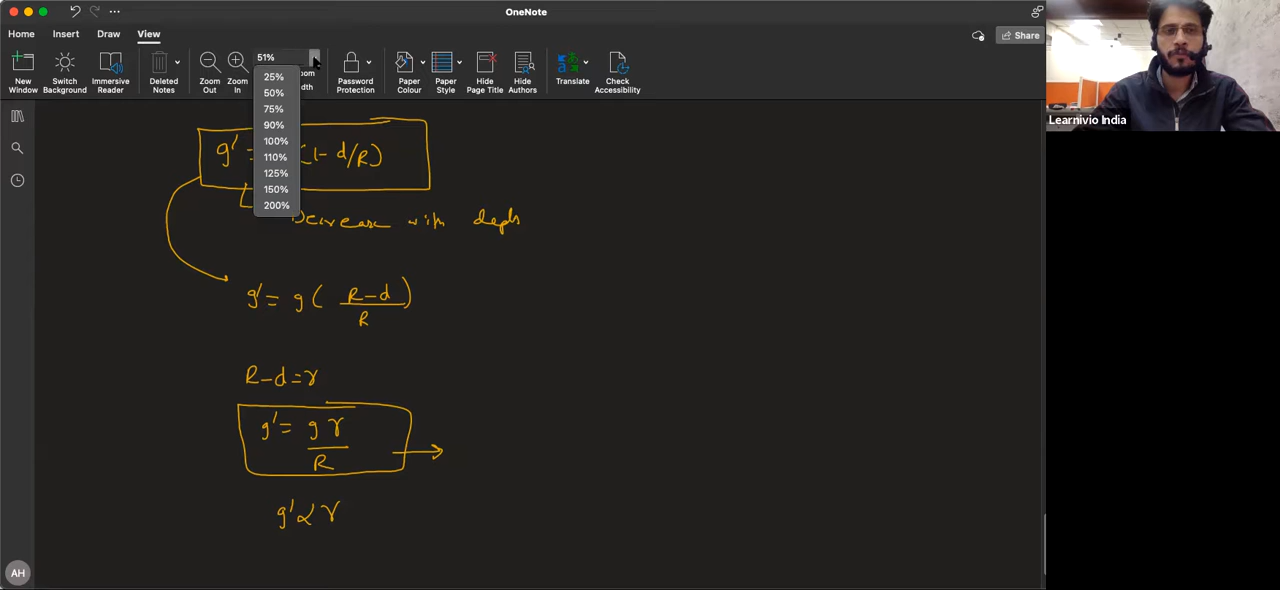 OneNote
Home Insert Draw View
Share
51%
25%
50%
75%
90%
100%
110%
125%
150%
200%
New Window
Switch Background
Immersive Reader
Deleted Notes
Zoom Out
Zoom In
oom
dth
Password Protection
Paper Colour
Paper Style
Hide Page Title
Hide Authors
Translate
Check Accessibility
Learnivio India
g' = (1 - d/R)
Decrease with depth
g' = g ( R-d / R )
R-d = r
g' = g r / R
g' ∝ r
AH